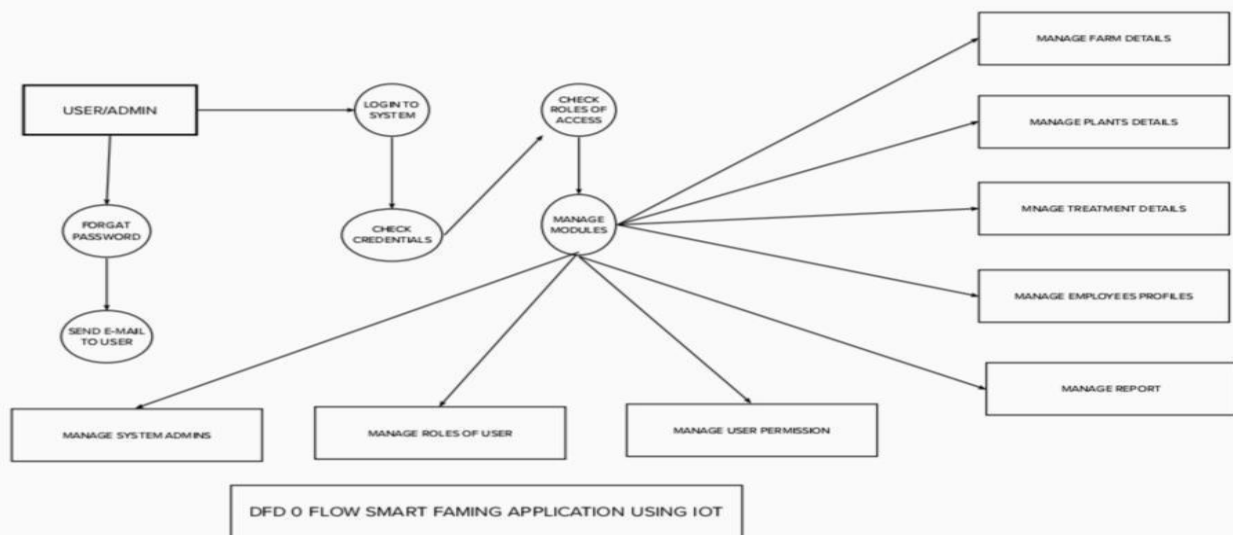 MANAGE FARM DETAILS
USER/ADMIN
LOGIN TO
SYSTEM
CHECK
ROLES OF
ACCESS
MANAGE PLANTS DETAILS
FORGAT
PASSWORD
CHECK
CREDENTIALS
MANAGE
MODULES
MNAGE TREATMENT DETAILS
MANAGE EMPLOYEES PROFILES
SEND E-MAIL
TO USER
MANAGE REPORT
MANAGE SYSTEM ADMINS
MANAGE ROLES OF USER
MANAGE USER PERMISSION
DFD 0 FLOW SMART FAMING APPLICATION USING IOT